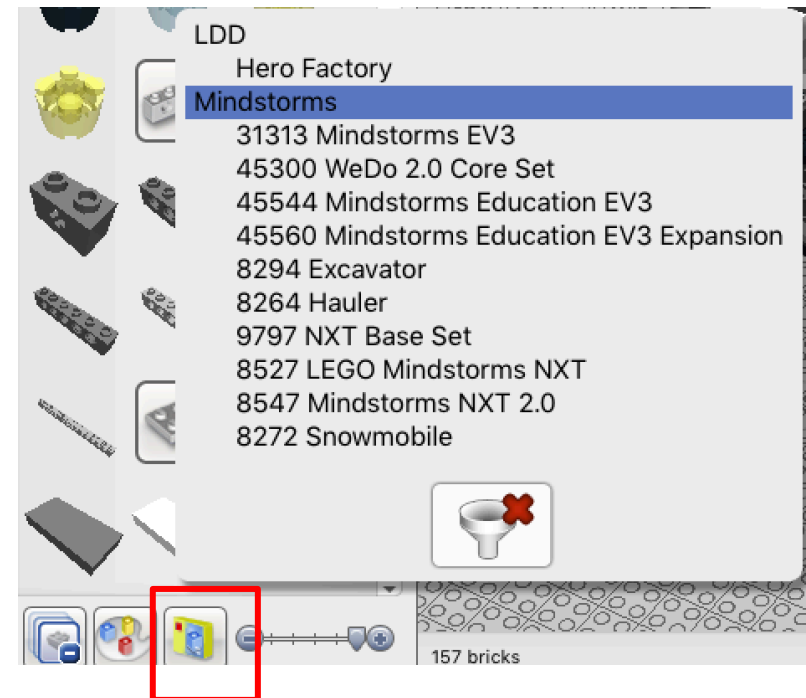 LDD
Hero Factory
Mindstorms
31313 Mindstorms EV3
45300 WeDo 2.0 Core Set
45544 Mindstorms Education EV3
45560 Mindstorms Education EV3 Expansion
8294 Excavator
8264 Hauler
9797 NXT Base Set
8527 LEGO Mindstorms NXT
8547 Mindstorms NXT 2.0
8272 Snowmobile
157 bricks